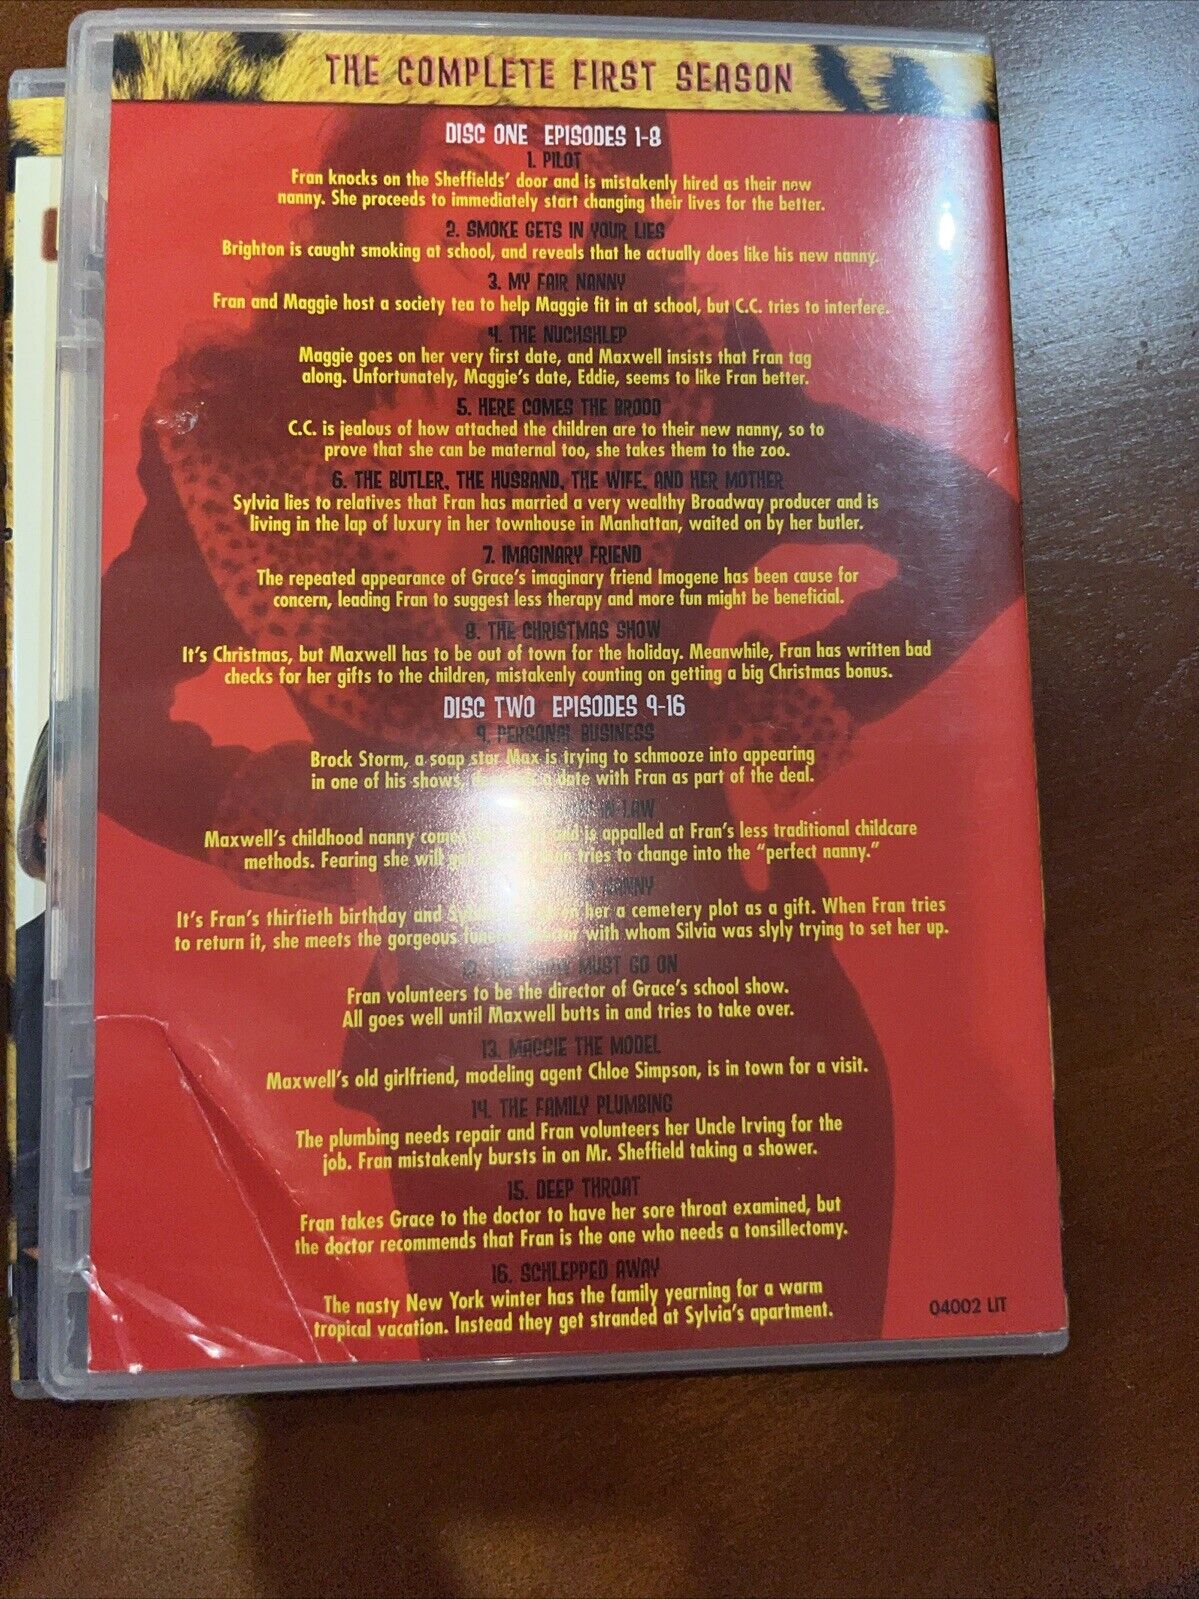 THE COMPLETE FIRST SEASON
DISC ONE EPISODES 1-8
1. PILOT
Fran knocks on the Sheffields' door and is mistakenly hired as their new
nanny. She proceeds to immediately start changing their lives for the better.
2. SMOKE GETS IN YOUR LIES
Brighton is caught smoking at school, and reveals that he actually does like his new nanny.
3. MY FAIR NANNY
Fran and Maggie host a society tea to help Maggie fit in at school, but C.C. tries to interfere.
4. THE NUCHSHLEP
Maggie goes on her very first date, and Maxwell insists that Fran tag
along. Unfortunately, Maggie's date, Eddie, seems to like Fran better.
5. HERE COMES THE BROOD
C.C. is jealous of how attached the children are to their new nanny, so to
prove that she can be maternal too, she takes them to the zoo.
6. THE BUTLER, THE HUSBAND, THE WIFE, AND HER MOTHER
Sylvia lies to relatives that Fran has married a very wealthy Broadway producer and is
living in the lap of luxury in her townhouse in Manhattan, waited on by her butler.
7. IMAGINARY FRIEND
The repeated appearance of Grace's imaginary friend Imogene has been cause for
concern, leading Fran to suggest less therapy and more fun might be beneficial.
8. THE CHRISTMAS SHOW
It's Christmas, but Maxwell has to be out of town for the holiday. Meanwhile, Fran has written bad
checks for her gifts to the children, mistakenly counting on getting a big Christmas bonus.
DISC TWO EPISODES 9-16
9. PERSONAL BUSINESS
Brock Storm, a soap star Max is trying to schmooze into appearing
in one of his shows, a date with Fran as part of the deal.
IN LAW
Maxwell's childhood nanny is appalled at Fran's less traditional childcare
methods. Fearing she will tries to change into the "perfect nanny."
NANNY
It's Fran's thirfieth birthday and her a cemetery plot as a gift. When Fran tries
to return it, she meets the gorgeous with whom Silvia was slyly trying to set her up.
12. THE SHOW MUST GO ON
Fran volunteers to be the director of Grace's school show.
All goes well until Maxwell butts in and tries to take over.
13. MAGGIE THE MODEL
Maxwell's old girlfriend, modeling agent Chloe Simpson, is in town for a visit.
14. THE FAMILY PLUMBING
The plumbing needs repair and Fran volunteers her Uncle Irving for the
job. Fran mistakenly bursts in on Mr. Sheffield taking a shower.
15. DEEP THROAT
Fran takes Grace to the doctor to have her sore throat examined, but
the doctor recommends that Fran is the one who needs a tonsillectomy.
16. SCHLEPPED AWAY
The nasty New York winter has the family yearning for a warm
tropical vacation. Instead they get stranded at Sylvia's apartment.
04002 LIT